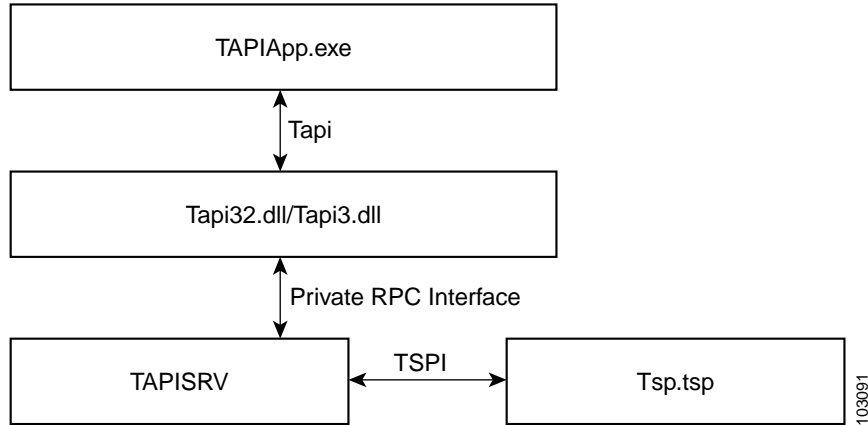 TAPIApp.exe
Tapi
Tapi32.dll/Tapi3.dll
Private RPC Interface
TAPISRV
TSPI
Tsp.tsp
103091